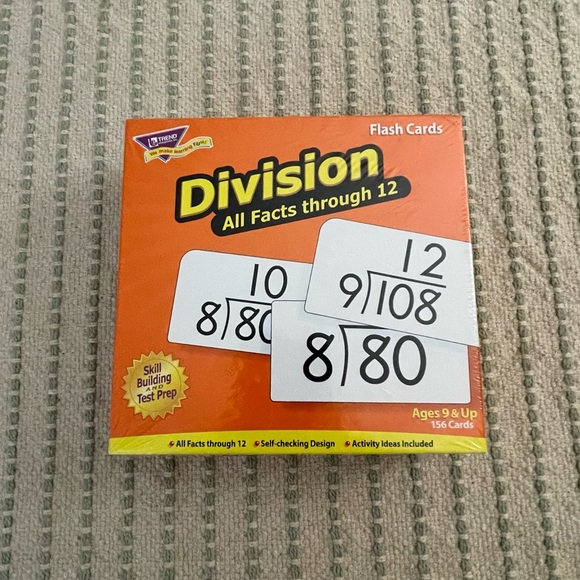 TREND
Flash Cards
Division
All Facts through 12
10
8)80
12
9)108
8)80
Skill
Building
AND
Test Prep
Ages 9 & Up
156 Cards
All Facts through 12
Self-checking Design
Activity Ideas Included